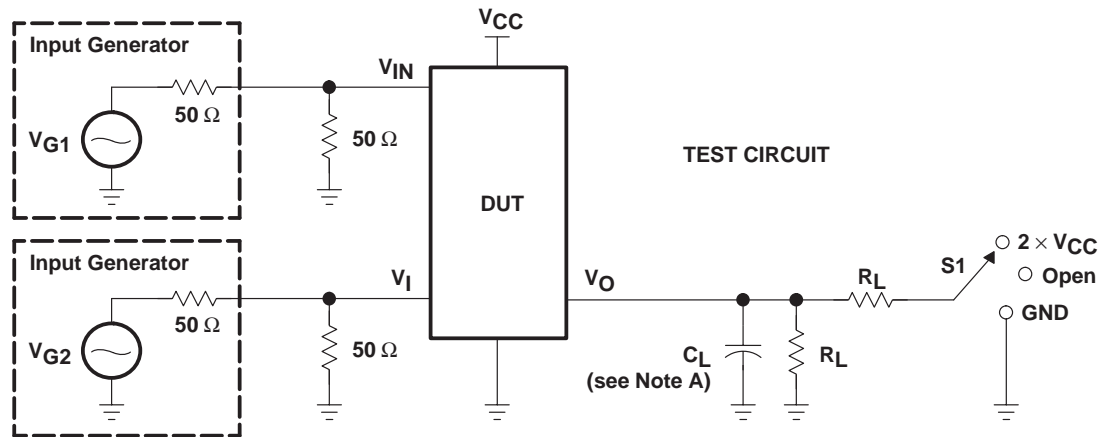 V_CC
Input Generator
V_IN
50 Ω
50 Ω
V_G1
TEST CIRCUIT
DUT
Input Generator
2 × V_CC
S1
Open
V_I
V_O
R_L
GND
50 Ω
50 Ω
V_G2
C_L
R_L
(see Note A)